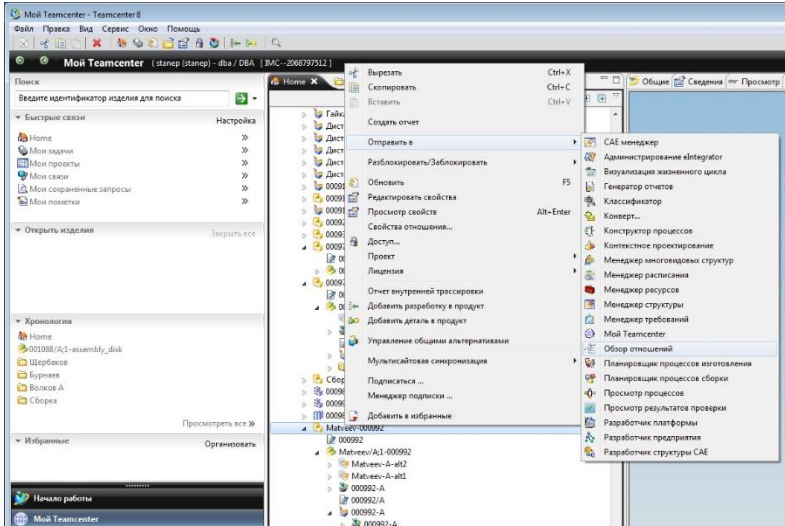 Мой Teamcenter - Teamcenter 8
Файл Правка Вид Сервис Окно Помощь
Мой Teamcenter ( stanep (stanep) - dba / DBA [ IMC--2068797512 ]
Поиск
Введите идентификатор изделия для поиска
Быстрые связи
Настройка
Home
Мои задачи
Мои проекты
Мои связи
Мои сохраненные запросы
Мои пометки
Открыть изделия
Закрыть все
Хронология
Home
001088/A;1-assembly_disk
Щербаков
Бурнаев
Волков А
Сборка
Просмотреть все
Избранные
Организовать
Начало работы
Мой Teamcenter
Home
Matveev-000992
000992
Matveev/A;1-000992
Matveev-A-alt2
Matveev-A-alt1
000992-A
000992/A
000992-A
000992-A
Вырезать Ctrl+X
Скопировать Ctrl+C
Вставить Ctrl+V
Создать отчет
Отправить в
Разблокировать/Заблокировать
Обновить F5
Редактировать свойства
Просмотр свойств Alt+Enter
Свойства отношения...
Доступ...
Проект
Лицензия
Отчет внутренней трассировки
Добавить разработку в продукт
Добавить деталь в продукт
Управление общими альтернативами
Мультисайтовая синхронизация
Подписаться ...
Менеджер подписки ...
Добавить в избранные
Общие Сведения Просмотр
CAE менеджер
Администрирование eIntegrator
Визуализация жизненного цикла
Генератор отчетов
Классификатор
Конверт...
Конструктор процессов
Контекстное проектирование
Менеджер многовидовых структур
Менеджер расписания
Менеджер ресурсов
Менеджер структуры
Менеджер требований
Мой Teamcenter
Обзор отношений
Планировщик процессов изготовления
Планировщик процессов сборки
Просмотр процессов
Просмотр результатов проверки
Разработчик платформы
Разработчик предприятия
Разработчик структуры CAE